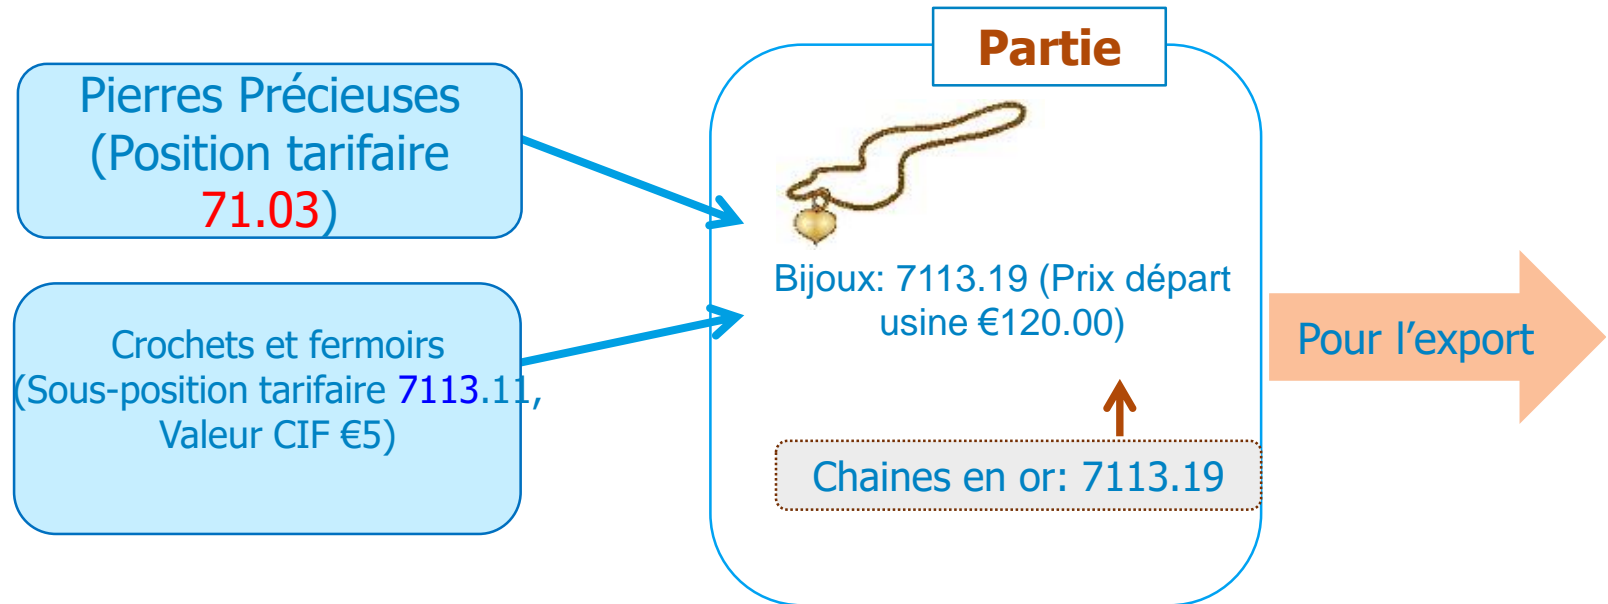 Partie
Pierres Précieuses
(Position tarifaire
71.03)
Crochets et fermoirs
(Sous-position tarifaire 7113.11,
Valeur CIF €5)
Bijoux: 7113.19 (Prix départ
usine €120.00)
Chaines en or: 7113.19
Pour l’export